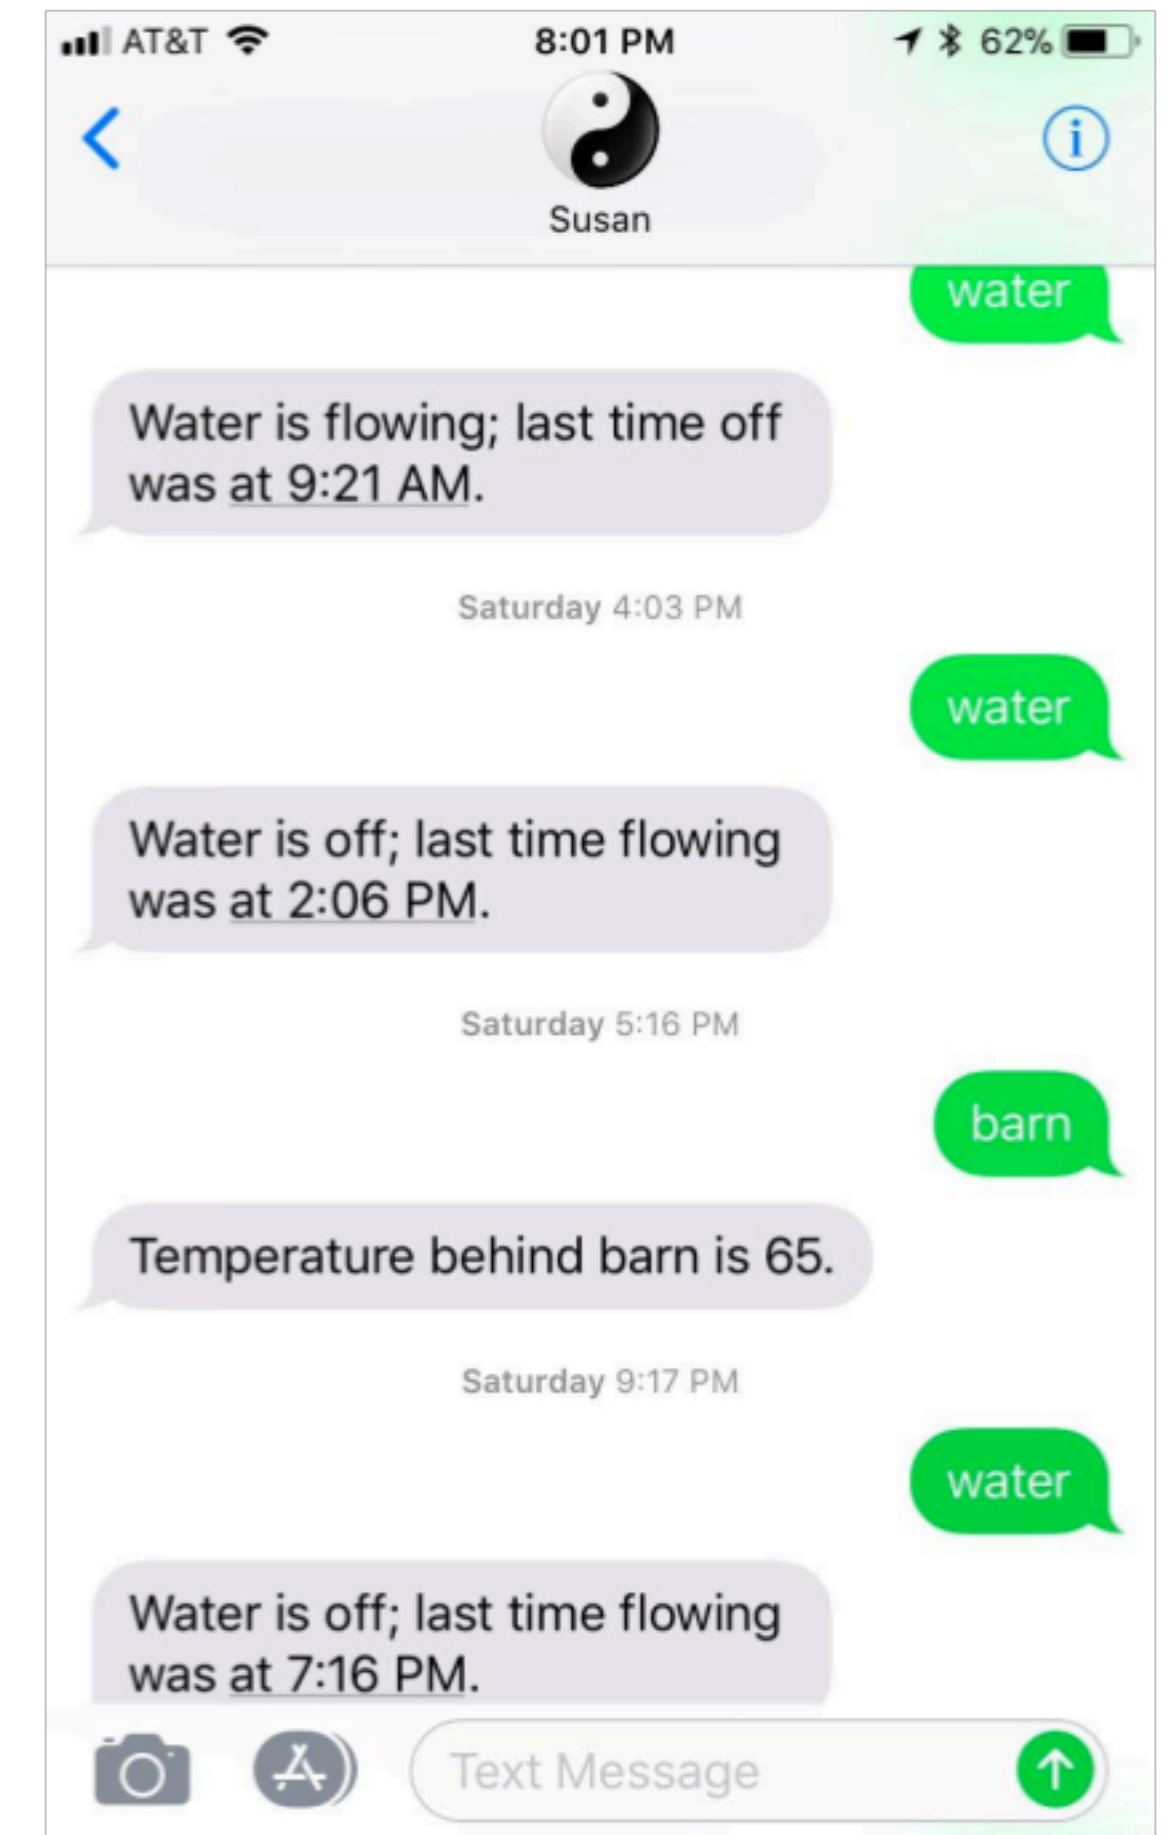 AT&T 8:01 PM 62%
Susan
water
Water is flowing; last time off
was at 9:21 AM.
Saturday 4:03 PM
water
Water is off; last time flowing
was at 2:06 PM.
Saturday 5:16 PM
barn
Temperature behind barn is 65.
Saturday 9:17 PM
water
Water is off; last time flowing
was at 7:16 PM.
Text Message